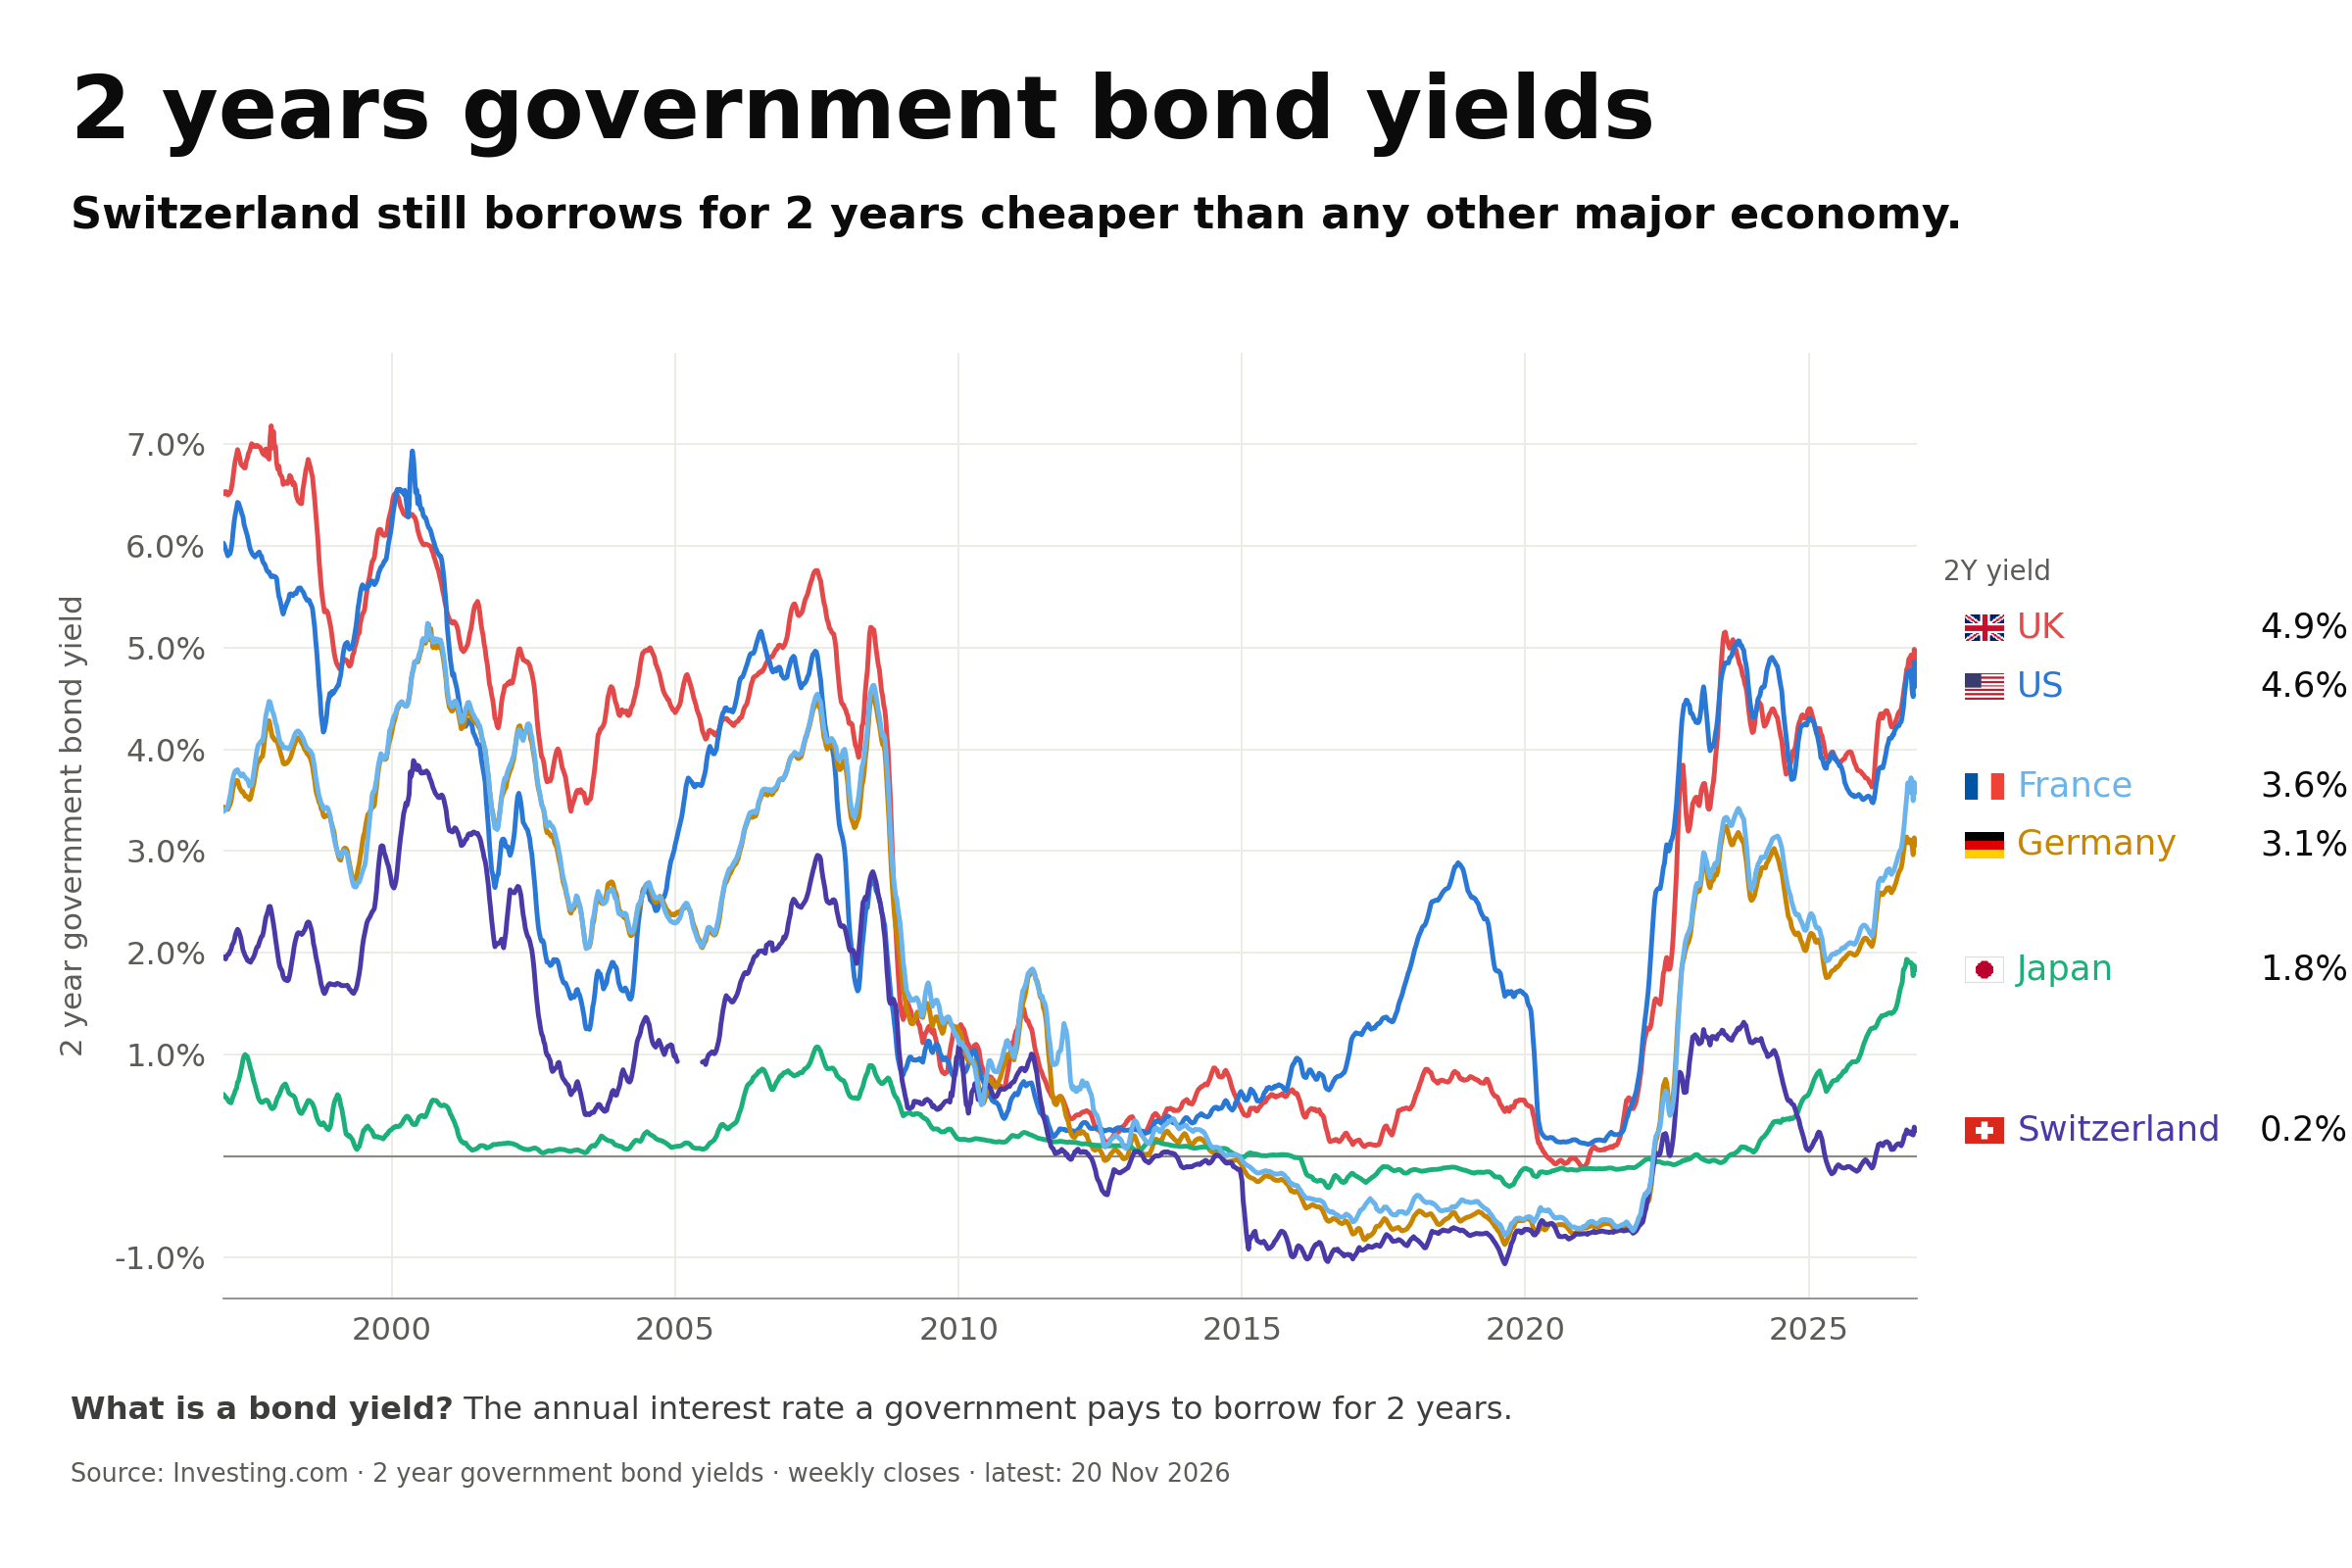 2 years government bond yields
Switzerland still borrows for 2 years cheaper than any other major economy.
2 year government bond yield
7.0%
6.0%
5.0%
4.0%
3.0%
2.0%
1.0%
-1.0%
2000
2005
2010
2015
2020
2025
2Y yield
UK 4.9%
US 4.6%
France 3.6%
Germany 3.1%
Japan 1.8%
Switzerland 0.2%
What is a bond yield? The annual interest rate a government pays to borrow for 2 years.
Source: Investing.com · 2 year government bond yields · weekly closes · latest: 20 Nov 2026